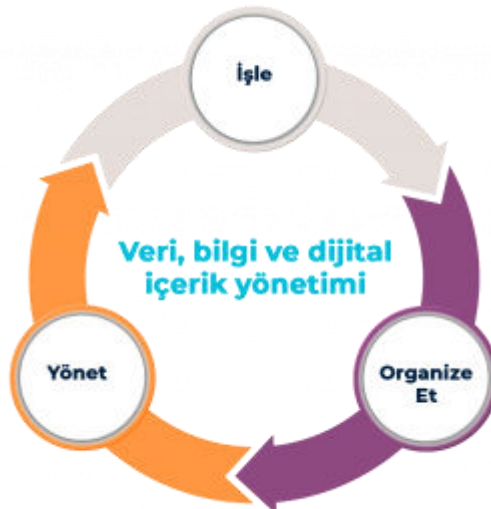 İşle
Veri, bilgi ve dijital
içerik yönetimi
Yönet
Organize
Et